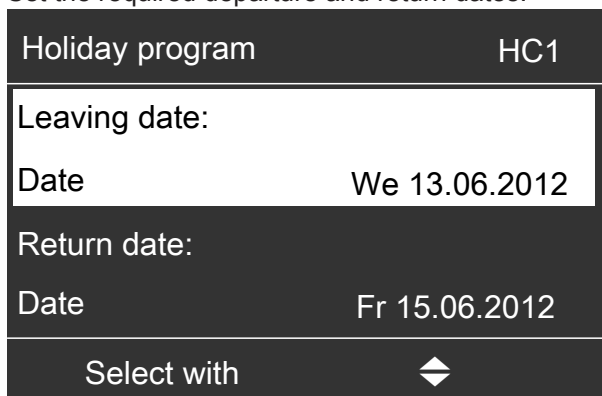 Set the required departure and return dates.
Holiday program HC1
Leaving date:
Date We 13.06.2012
Return date:
Date Fr 15.06.2012
Select with